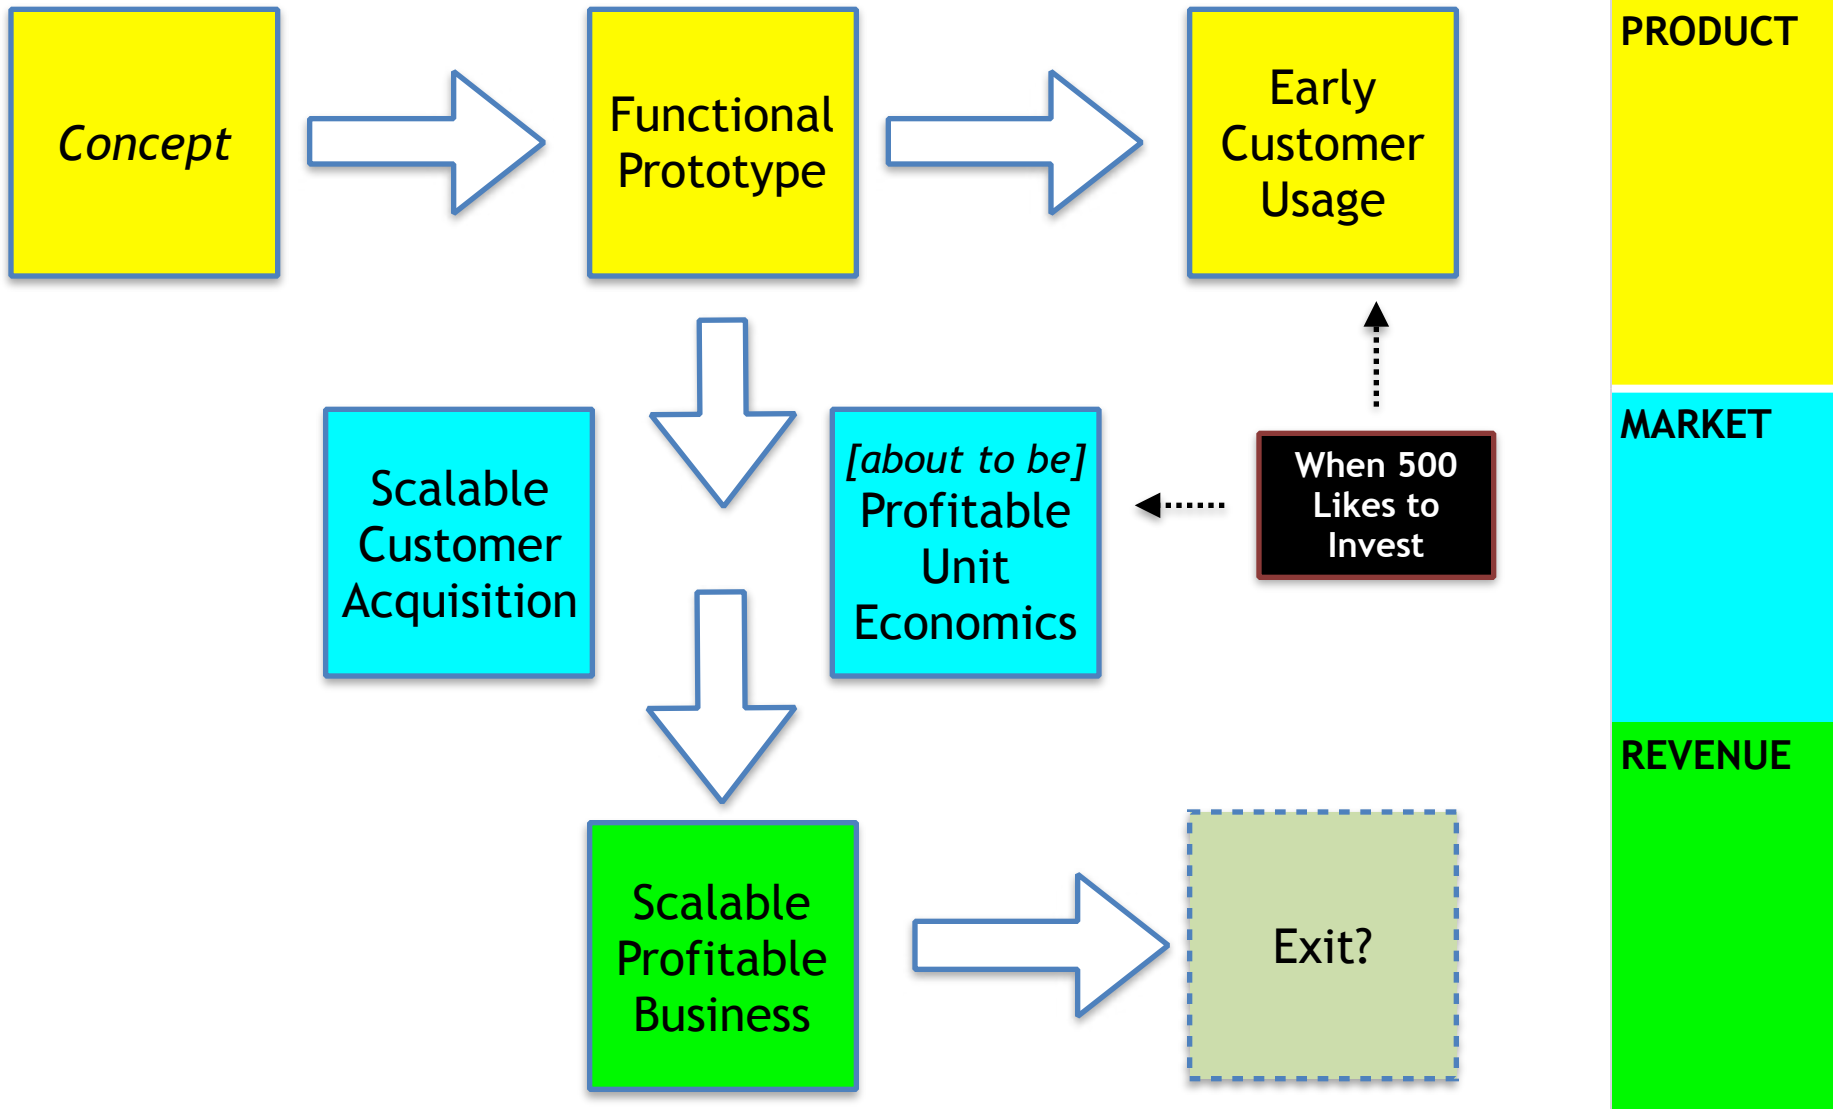 Concept
Functional
Prototype
Early
Customer
Usage
PRODUCT
Scalable
Customer
Acquisition
[about to be]
Profitable
Unit
Economics
When 500
Likes to
Invest
MARKET
Scalable
Profitable
Business
Exit?
REVENUE